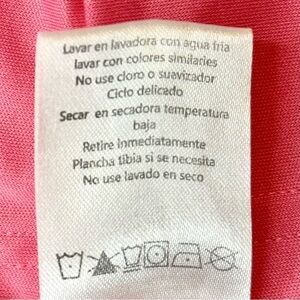 Lavar en lavadora con agua fria
lavar con colores similaries
No use cloro o suavizador
Ciclo delicado
Secar en secadora temperatura
baja
Retire inmediatamente
Plancha tibia si se necesita
No use lavado en seco